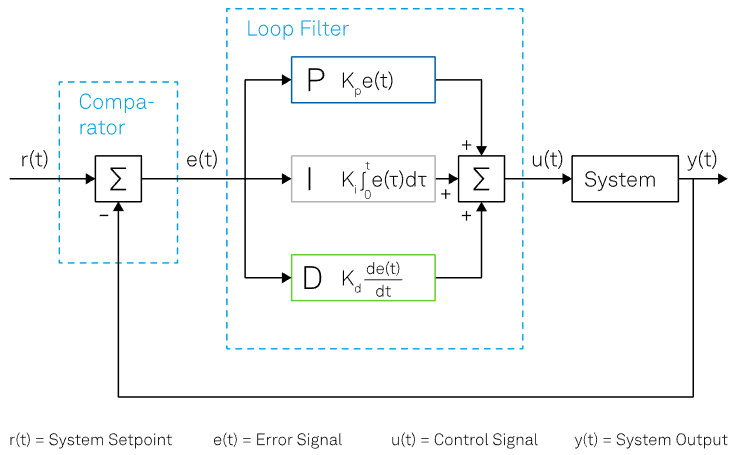 Loop Filter
Compa-
rator
P K_p e(t)
r(t)
Σ
−
e(t)
I K_i ∫_0^t e(τ)dτ
+
+
+
Σ
u(t)
System
y(t)
D K_d de(t)/dt
r(t) = System Setpoint e(t) = Error Signal u(t) = Control Signal y(t) = System Output